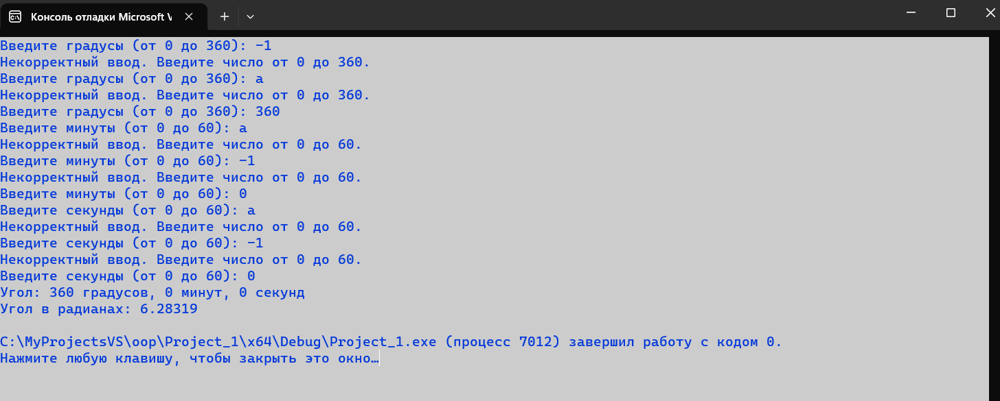 Консоль отладки Microsoft V
Введите градусы (от 0 до 360): -1
Некорректный ввод. Введите число от 0 до 360.
Введите градусы (от 0 до 360): a
Некорректный ввод. Введите число от 0 до 360.
Введите градусы (от 0 до 360): 360
Введите минуты (от 0 до 60): a
Некорректный ввод. Введите число от 0 до 60.
Введите минуты (от 0 до 60): -1
Некорректный ввод. Введите число от 0 до 60.
Введите минуты (от 0 до 60): 0
Введите секунды (от 0 до 60): a
Некорректный ввод. Введите число от 0 до 60.
Введите секунды (от 0 до 60): -1
Некорректный ввод. Введите число от 0 до 60.
Введите секунды (от 0 до 60): 0
Угол: 360 градусов, 0 минут, 0 секунд
Угол в радианах: 6.28319
C:\MyProjectsVS\oop\Project_1\x64\Debug\Project_1.exe (процесс 7012) завершил работу с кодом 0.
Нажмите любую клавишу, чтобы закрыть это окно…